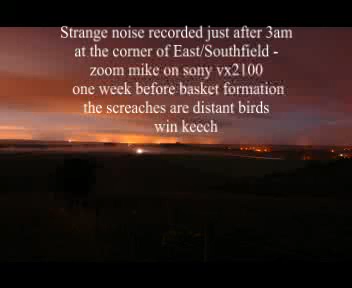 Strange noise recorded just after 3am
at the corner of East/Southfield -
zoom mike on sony vx2100
one week before basket formation
the screaches are distant birds
win keech